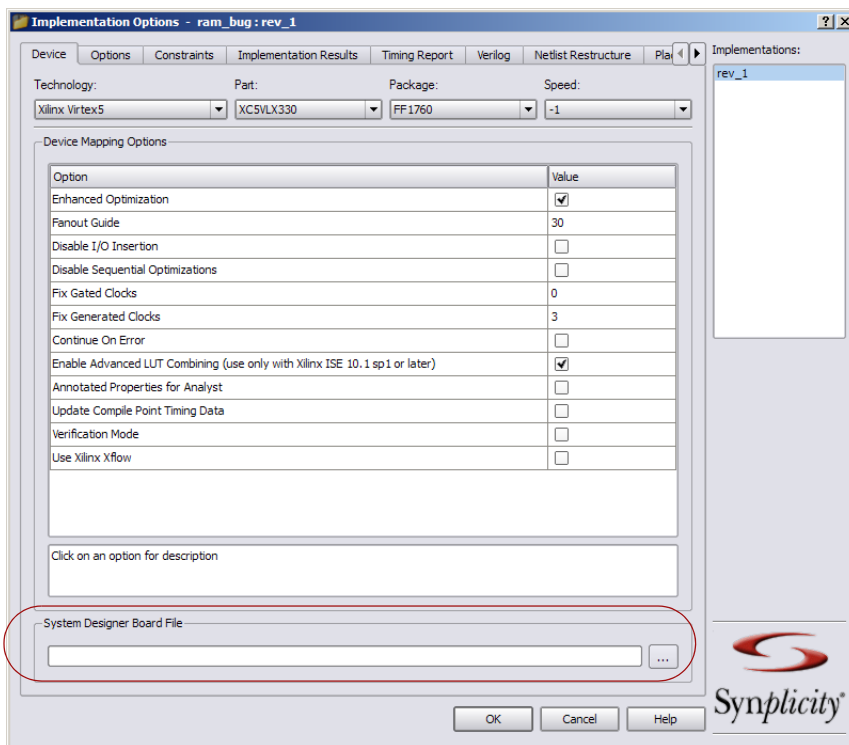 Implementation Options - ram_bug : rev_1
Device Options Constraints Implementation Results Timing Report Verilog Netlist Restructure Implementations:
rev_1
Technology: Part: Package: Speed:
Xilinx Virtex5 XC5VLX330 FF1760 -1
Device Mapping Options
Option Value
Enhanced Optimization
Fanout Guide 30
Disable I/O Insertion
Disable Sequential Optimizations
Fix Gated Clocks 0
Fix Generated Clocks 3
Continue On Error
Enable Advanced LUT Combining (use only with Xilinx ISE 10.1 sp1 or later)
Annotated Properties for Analyst
Update Compile Point Timing Data
Verification Mode
Use Xilinx Xflow
Click on an option for description
System Designer Board File
...
Synplicity®
OK Cancel Help